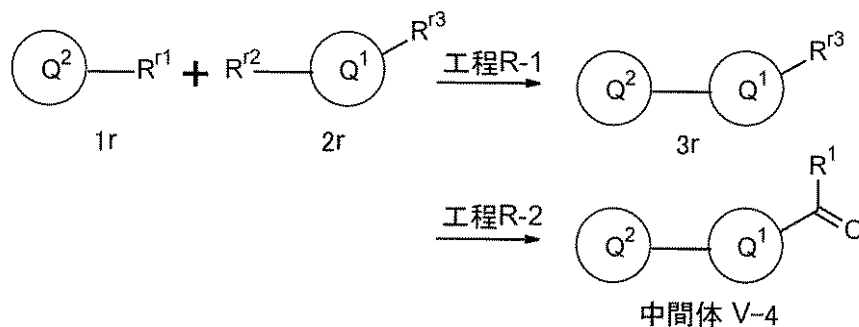 Q² R^r1 + R^r2 Q¹ R^r3 工程R-1 Q² Q¹ R^r3
1r 2r 3r
工程R-2 Q² Q¹ R¹ O
中間体 V-4